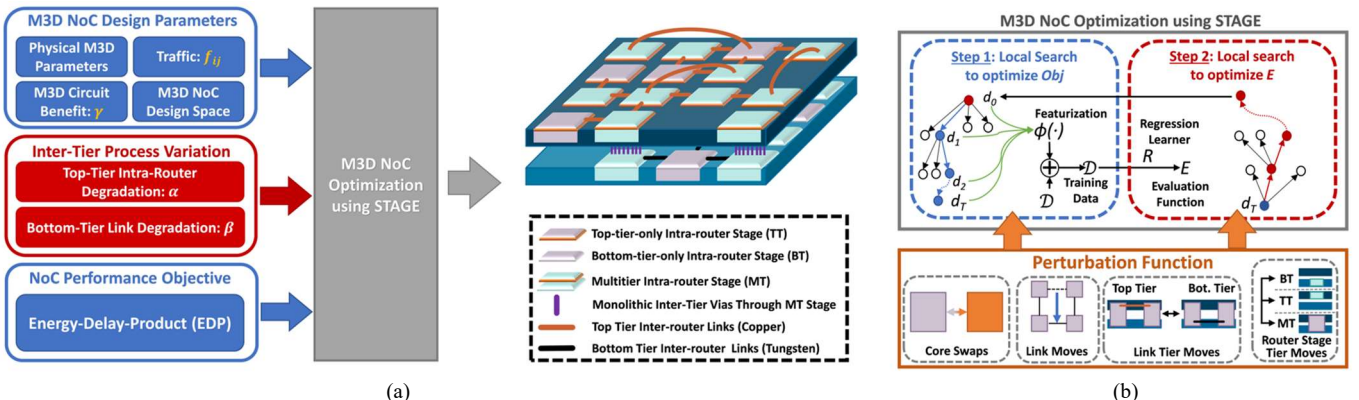 M3D NoC Design Parameters
Physical M3D
Parameters
Traffic: f_ij
M3D Circuit
Benefit: γ
M3D NoC
Design Space
Inter-Tier Process Variation
Top-Tier Intra-Router
Degradation: α
Bottom-Tier Link Degradation: β
NoC Performance Objective
Energy-Delay-Product (EDP)
M3D NoC
Optimization
using STAGE
Top-tier-only Intra-router Stage (TT)
Bottom-tier-only Intra-router Stage (BT)
Multitier Intra-router Stage (MT)
Monolithic Inter-Tier Vias Through MT Stage
Top Tier Inter-router Links (Copper)
Bottom Tier Inter-router Links (Tungsten)
(a)
M3D NoC Optimization using STAGE
Step 1: Local Search
to optimize Obj
d₀
d₁
d₂
d_T
Featurization
ϕ(·)
𝒟
Training
Data
𝒟
Step 2: Local search
to optimize E
Regression
Learner
R
E
Evaluation
Function
d_T
Perturbation Function
Core Swaps
Link Moves
Top Tier
Bot. Tier
Link Tier Moves
BT
TT
MT
Router Stage
Tier Moves
(b)